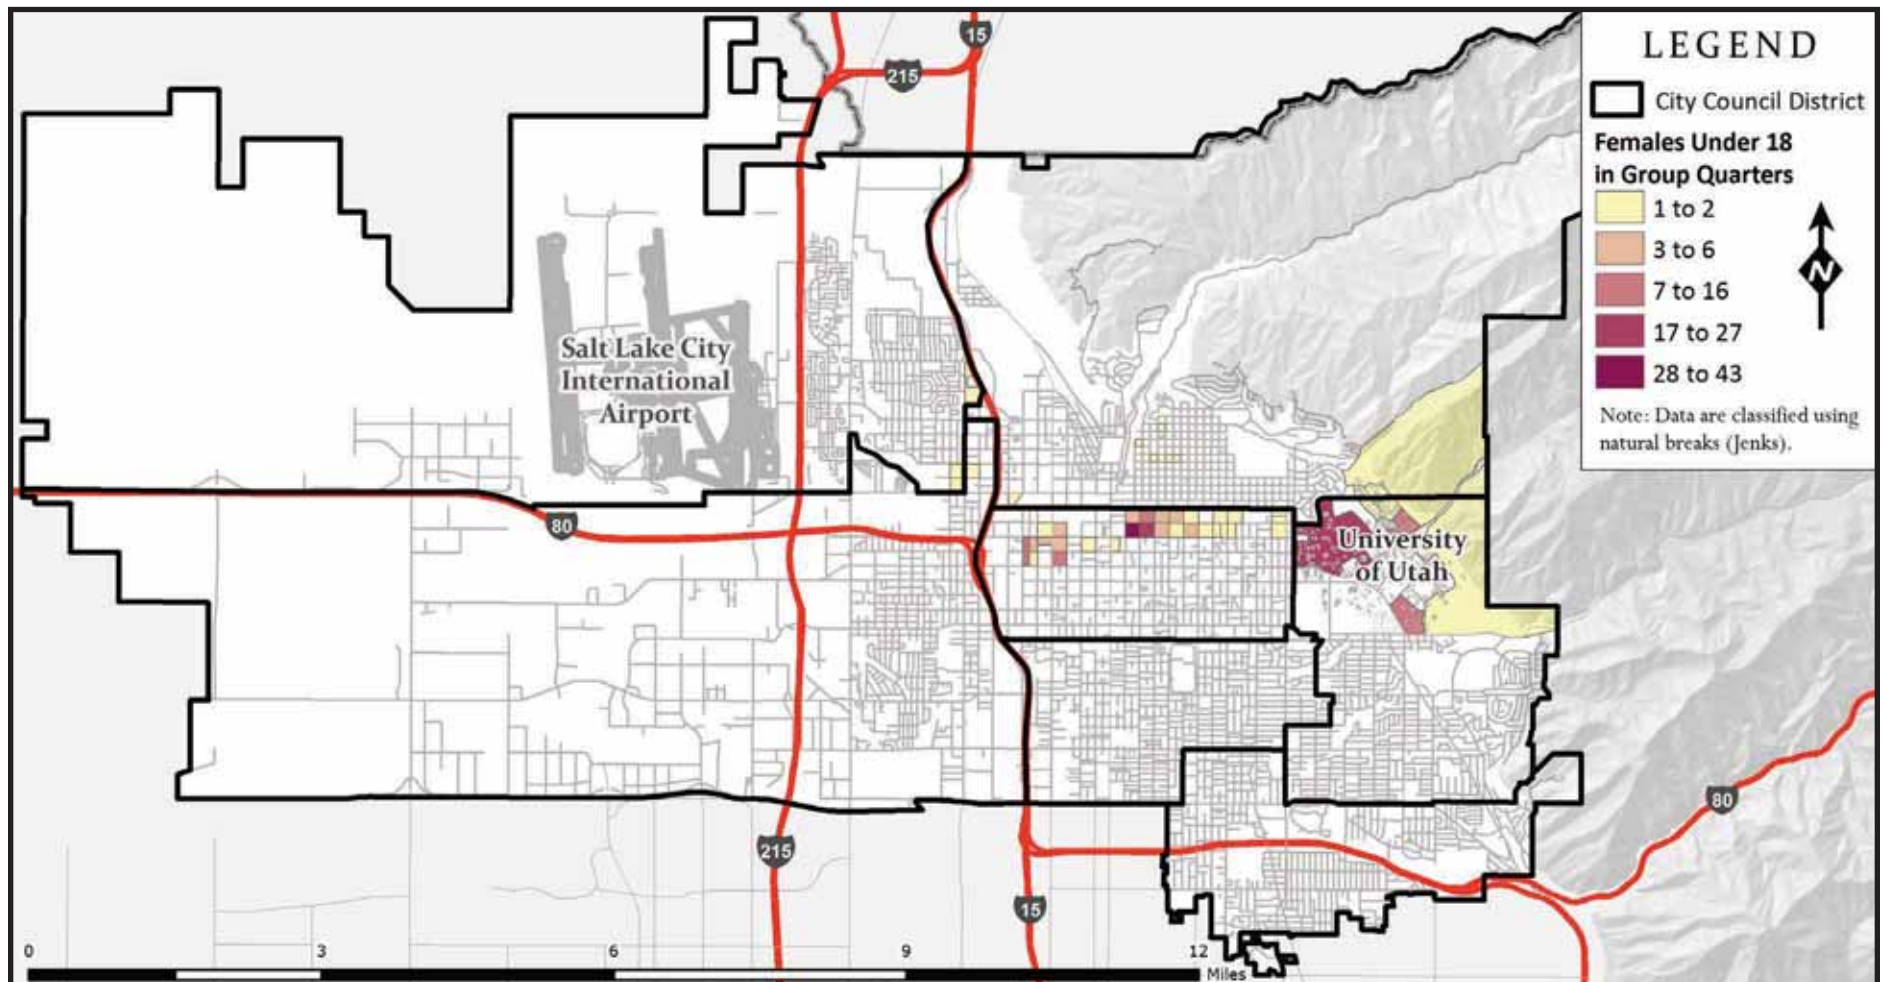 15
215
LEGEND
City Council District
Females Under 18
in Group Quarters
1 to 2
3 to 6
7 to 16
17 to 27
28 to 43
N
Note: Data are classified using
natural breaks (Jenks).
Salt Lake City
International
Airport
80
University
of Utah
80
215
15
0 3 6 9 12
Miles